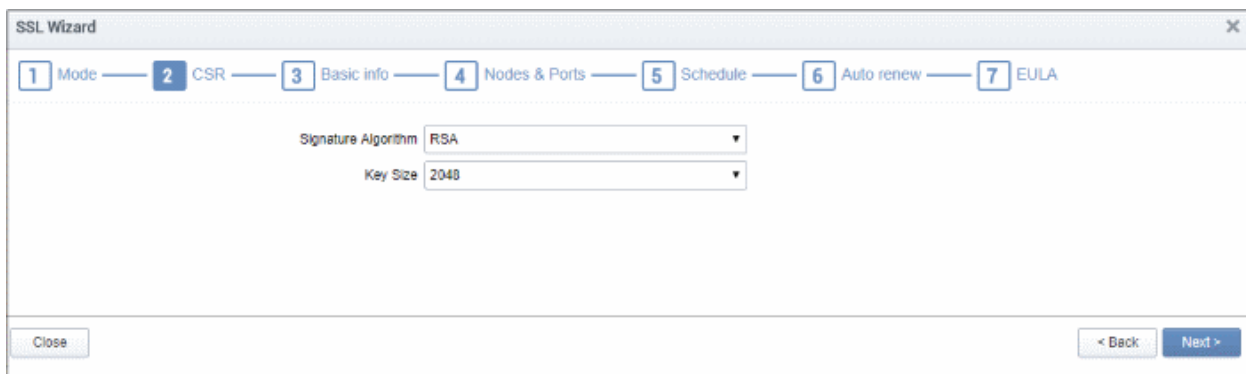 SSL Wizard
1 Mode 2 CSR 3 Basic info 4 Nodes & Ports 5 Schedule 6 Auto renew 7 EULA
Signature Algorithm RSA
Key Size 2048
Close < Back Next >